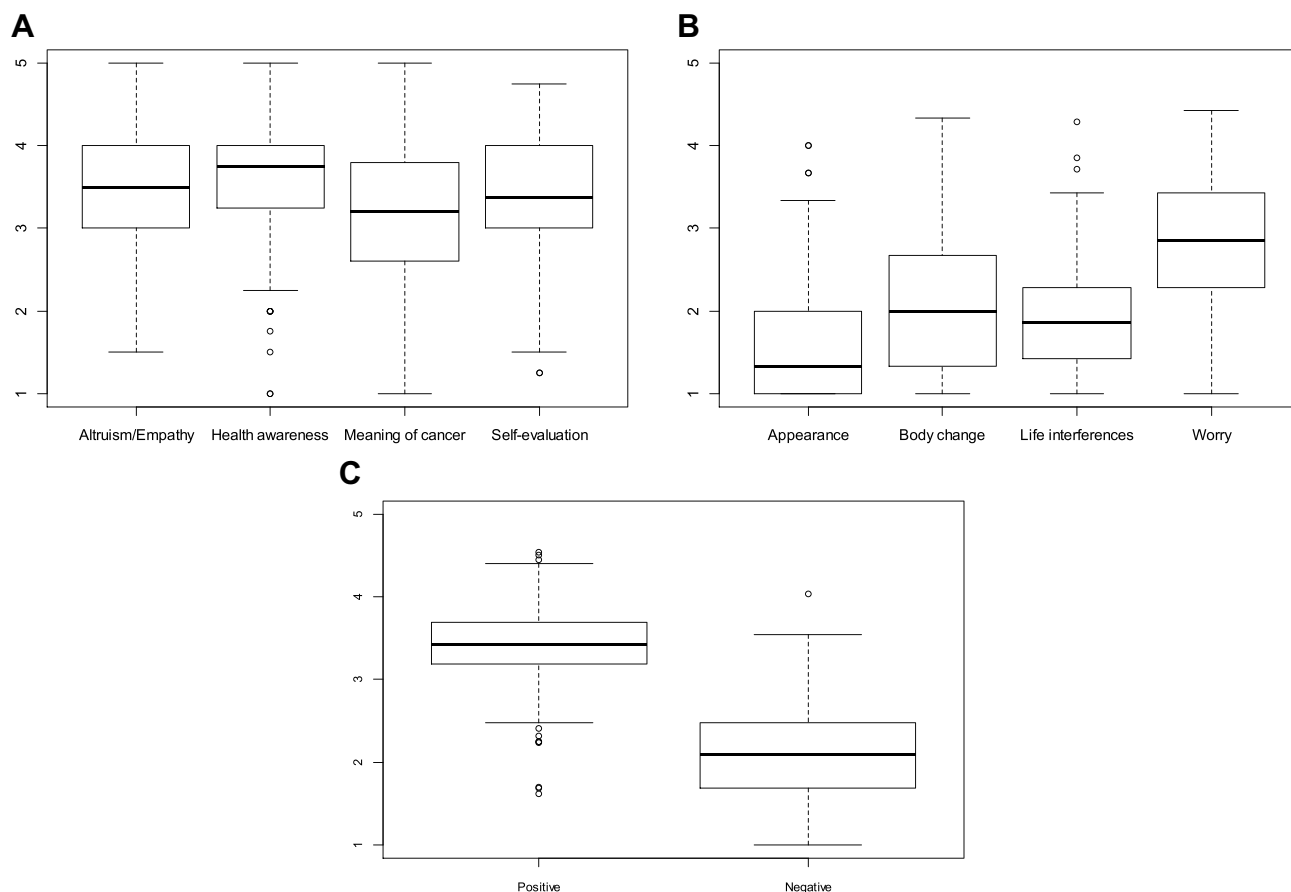 A
B
5
4
3
2
1
Altruism/Empathy Health awareness Meaning of cancer Self-evaluation
5
4
3
2
1
Appearance Body change Life interferences Worry
C
5
4
3
2
1
Positive Negative